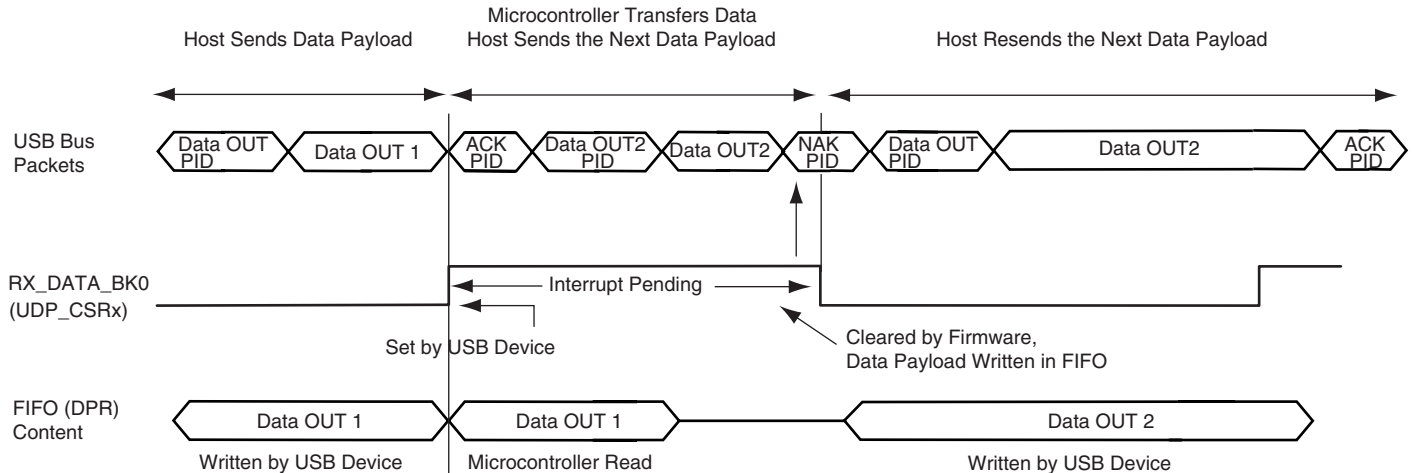 Host Sends Data Payload
Microcontroller Transfers Data
Host Sends the Next Data Payload
Host Resends the Next Data Payload
USB Bus
Packets
Data OUT
PID
Data OUT 1
ACK
PID
Data OUT2
PID
Data OUT2
NAK
PID
Data OUT
PID
Data OUT2
ACK
PID
RX_DATA_BK0
(UDP_CSRx)
Interrupt Pending
Set by USB Device
Cleared by Firmware,
Data Payload Written in FIFO
FIFO (DPR)
Content
Data OUT 1
Data OUT 1
Data OUT 2
Written by USB Device
Microcontroller Read
Written by USB Device